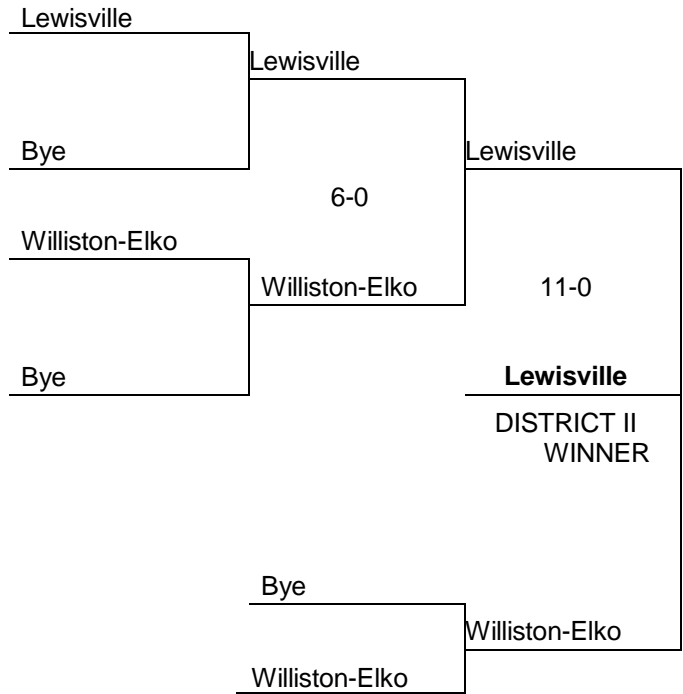 Lewisville
Lewisville
Bye
Lewisville
6-0
Williston-Elko
Williston-Elko
11-0
Bye
Lewisville
DISTRICT II
WINNER
Bye
Williston-Elko
Williston-Elko